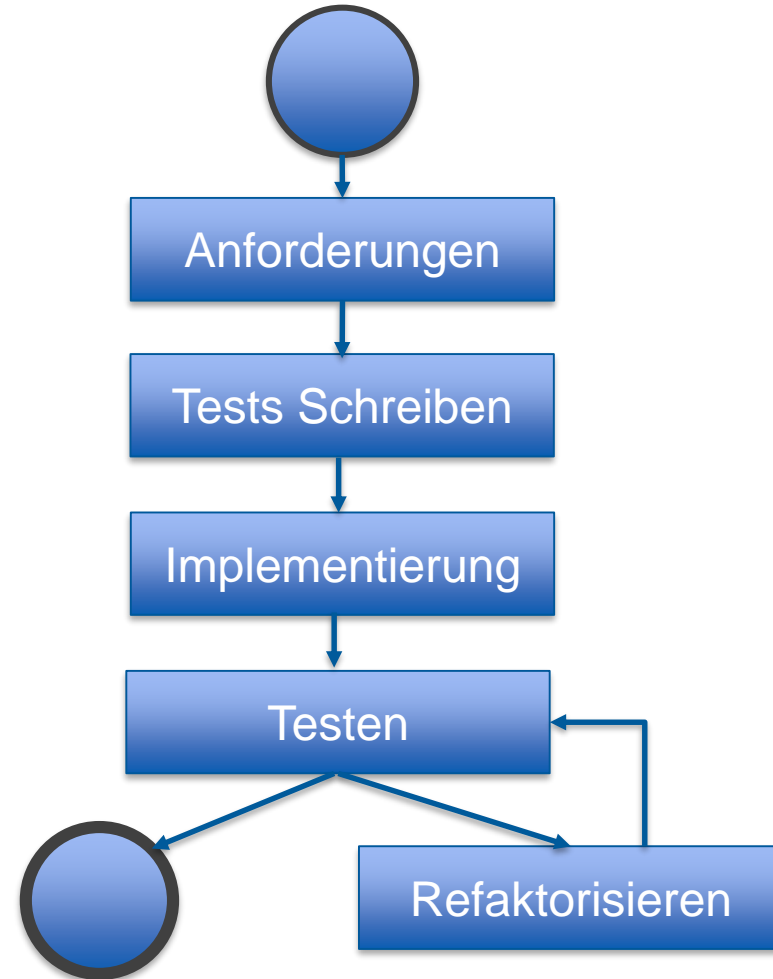 Anforderungen
Tests Schreiben
Implementierung
Testen
Refaktorisieren